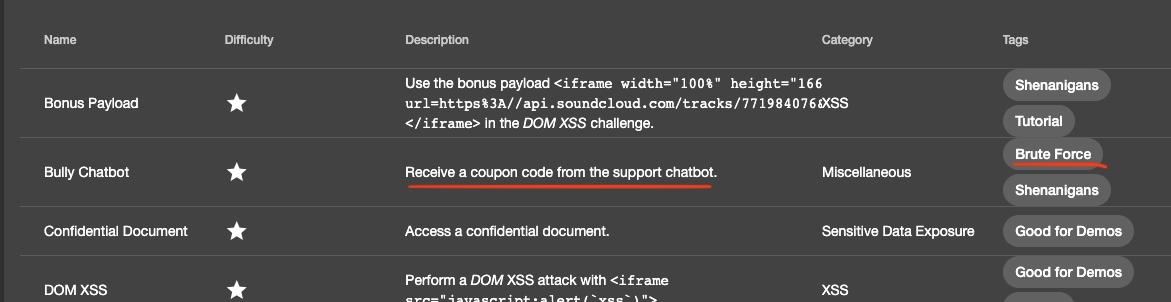 Name Difficulty Description Category Tags
Use the bonus payload <iframe width="100%" height="166
Shenanigans
Bonus Payload url=https%3A//api.soundcloud.com/tracks/771984076& XSS
</iframe> in the DOM XSS challenge.
Tutorial
Brute Force
Bully Chatbot Receive a coupon code from the support chatbot. Miscellaneous
Shenanigans
Confidential Document Access a confidential document. Sensitive Data Exposure Good for Demos
Good for Demos
Perform a DOM XSS attack with <iframe
DOM XSS XSS
src="javascript:alert(`xss`)">